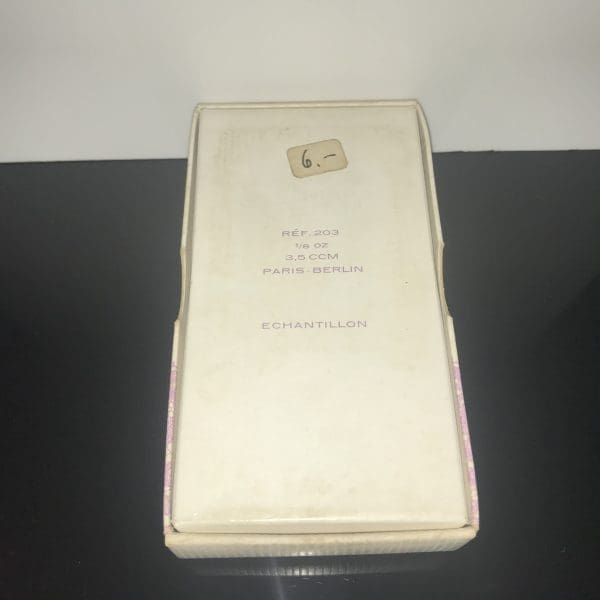 6.-
RÉF. 203
1/8 OZ
3,5 CCM
PARIS - BERLIN
ECHANTILLON